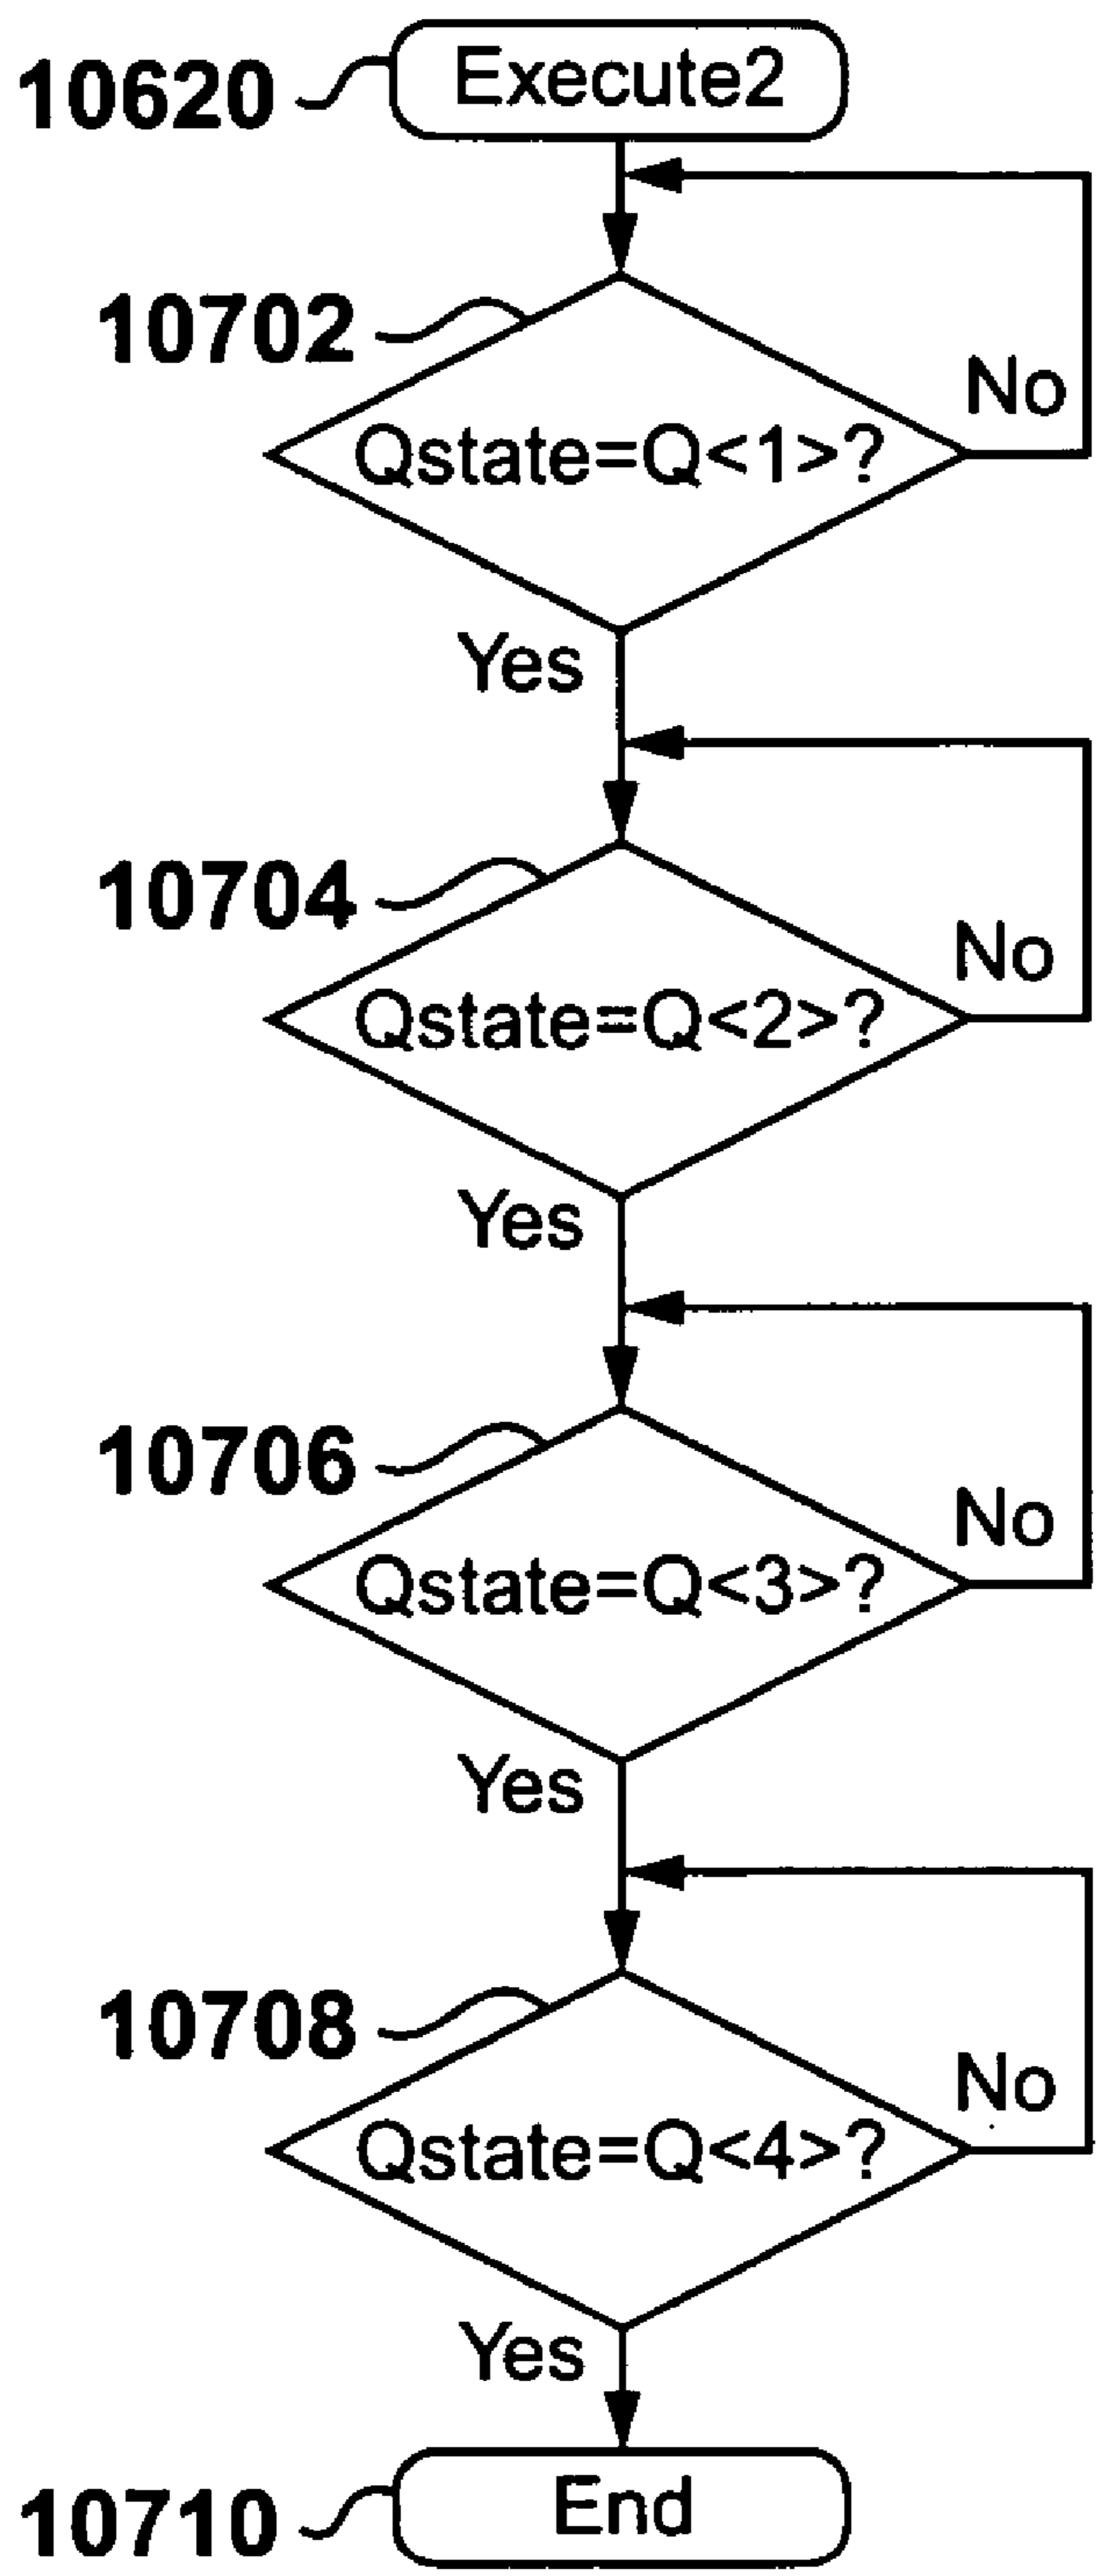 10620 Execute2
10702
No
Qstate=Q<1>?
Yes
10704
No
Qstate=Q<2>?
Yes
10706
No
Qstate=Q<3>?
Yes
10708
No
Qstate=Q<4>?
Yes
10710 End